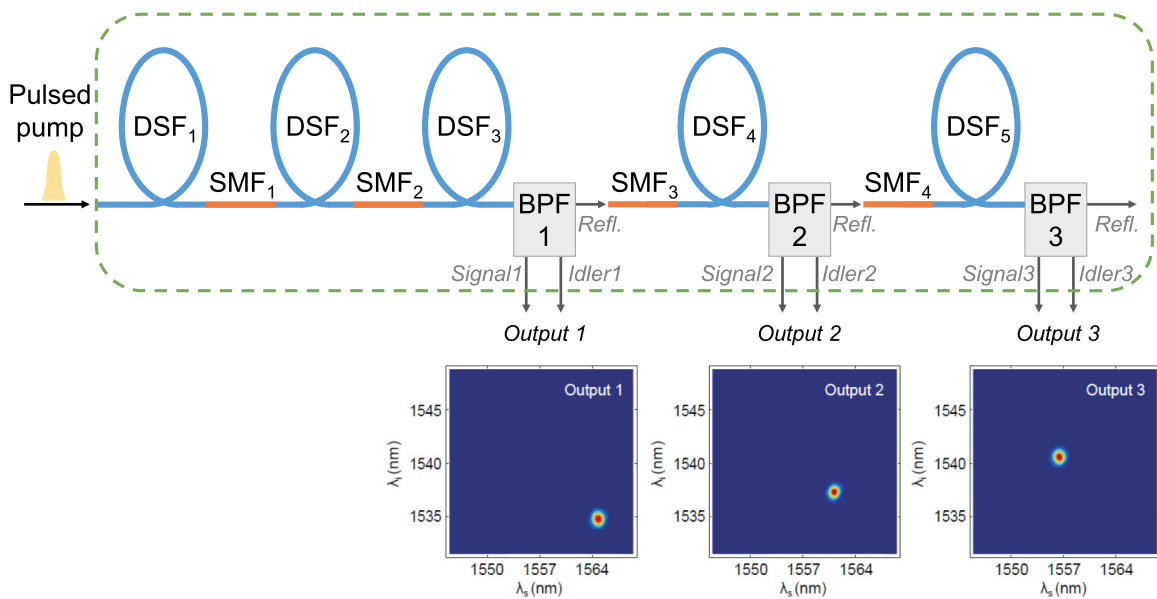 Pulsed
pump
DSF1
DSF2
DSF3
DSF4
DSF5
SMF1
SMF2
SMF3
SMF4
BPF
1
Refl.
BPF
2
Refl.
BPF
3
Refl.
Signal1
Idler1
Signal2
Idler2
Signal3
Idler3
Output 1
Output 2
Output 3
Output 1
1545
1540
1535
λi (nm)
1550 1557 1564
λs (nm)
Output 2
1545
1540
1535
λi (nm)
1550 1557 1564
λs (nm)
Output 3
1545
1540
1535
λi (nm)
1550 1557 1564
λs (nm)